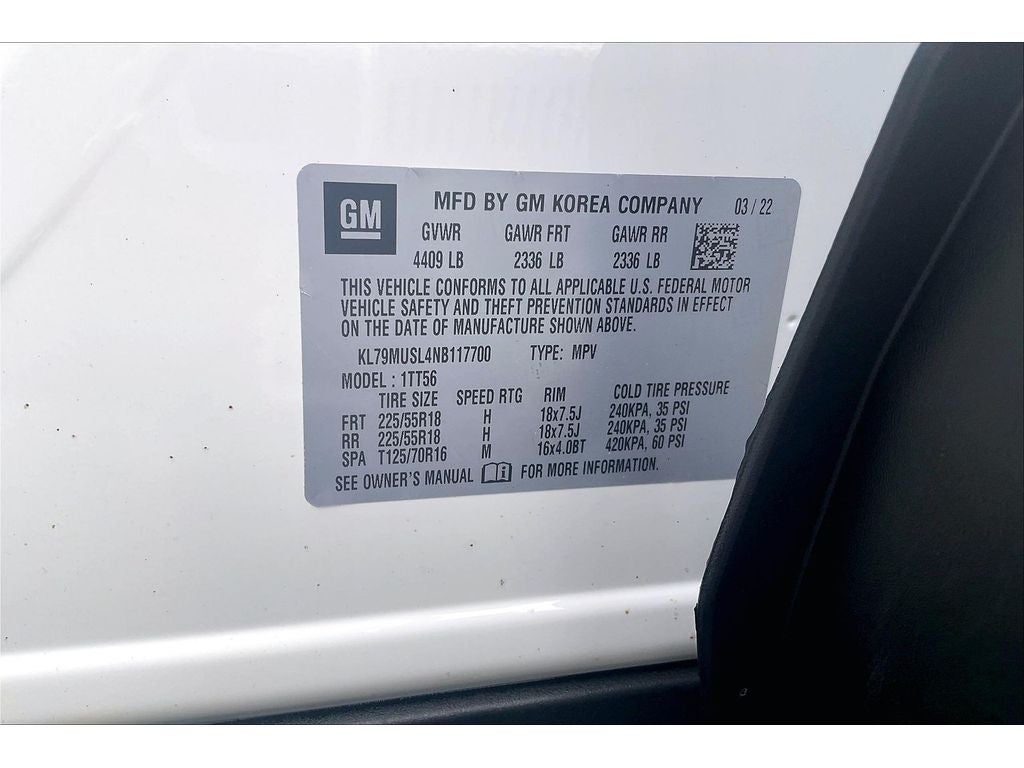 GM
MFD BY GM KOREA COMPANY 03 / 22
GVWR GAWR FRT GAWR RR
4409 LB 2336 LB 2336 LB
THIS VEHICLE CONFORMS TO ALL APPLICABLE U.S. FEDERAL MOTOR
VEHICLE SAFETY AND THEFT PREVENTION STANDARDS IN EFFECT
ON THE DATE OF MANUFACTURE SHOWN ABOVE.
KL79MUSL4NB117700 TYPE: MPV
MODEL : 1TT56
TIRE SIZE SPEED RTG RIM COLD TIRE PRESSURE
FRT 225/55R18 H 18x7.5J 240KPA, 35 PSI
RR 225/55R18 H 18x7.5J 240KPA, 35 PSI
SPA T125/70R16 M 16x4.0BT 420KPA, 60 PSI
SEE OWNER'S MANUAL i FOR MORE INFORMATION.